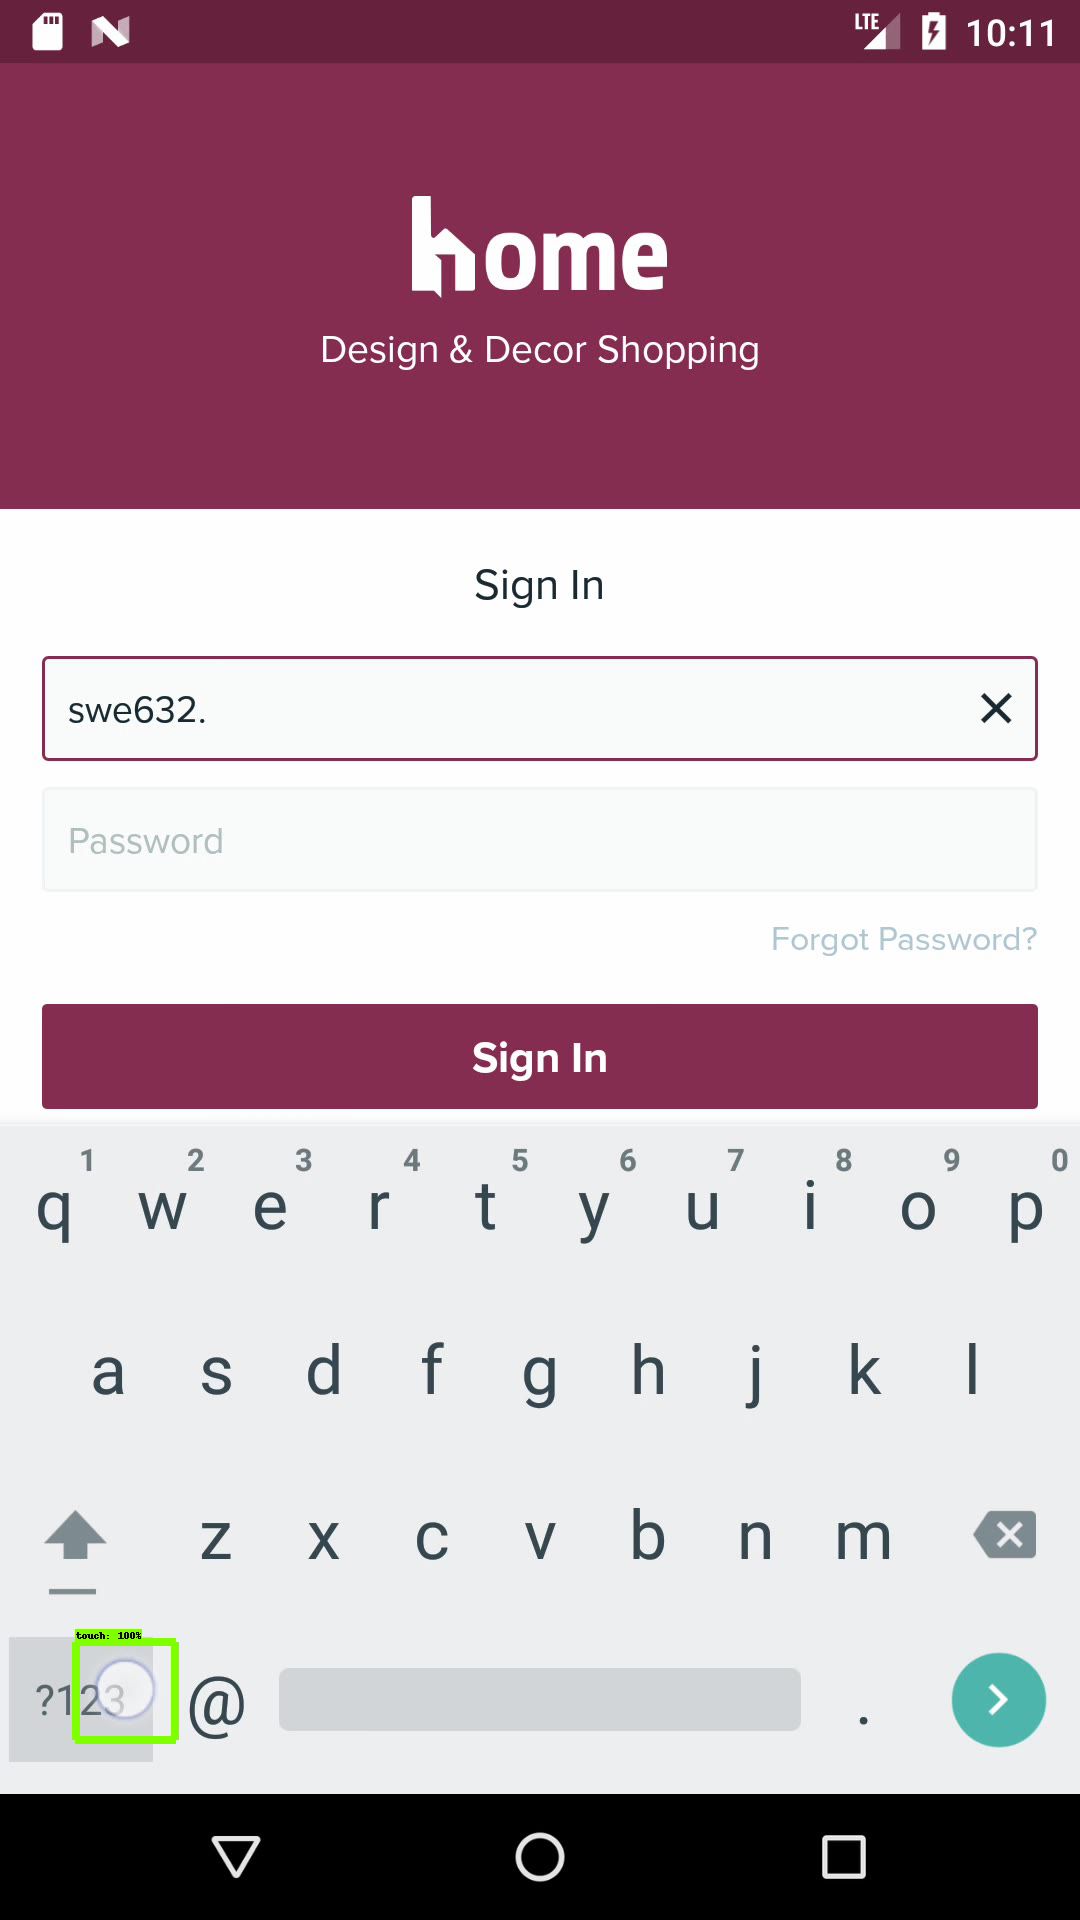 LTE 10:11
home
Design & Decor Shopping
Sign In
swe632.
Password
Forgot Password?
Sign In
1 2 3 4 5 6 7 8 9 0
q w e r t y u i o p
a s d f g h j k l
z x c v b n m
touch: 100%
?123 @ .